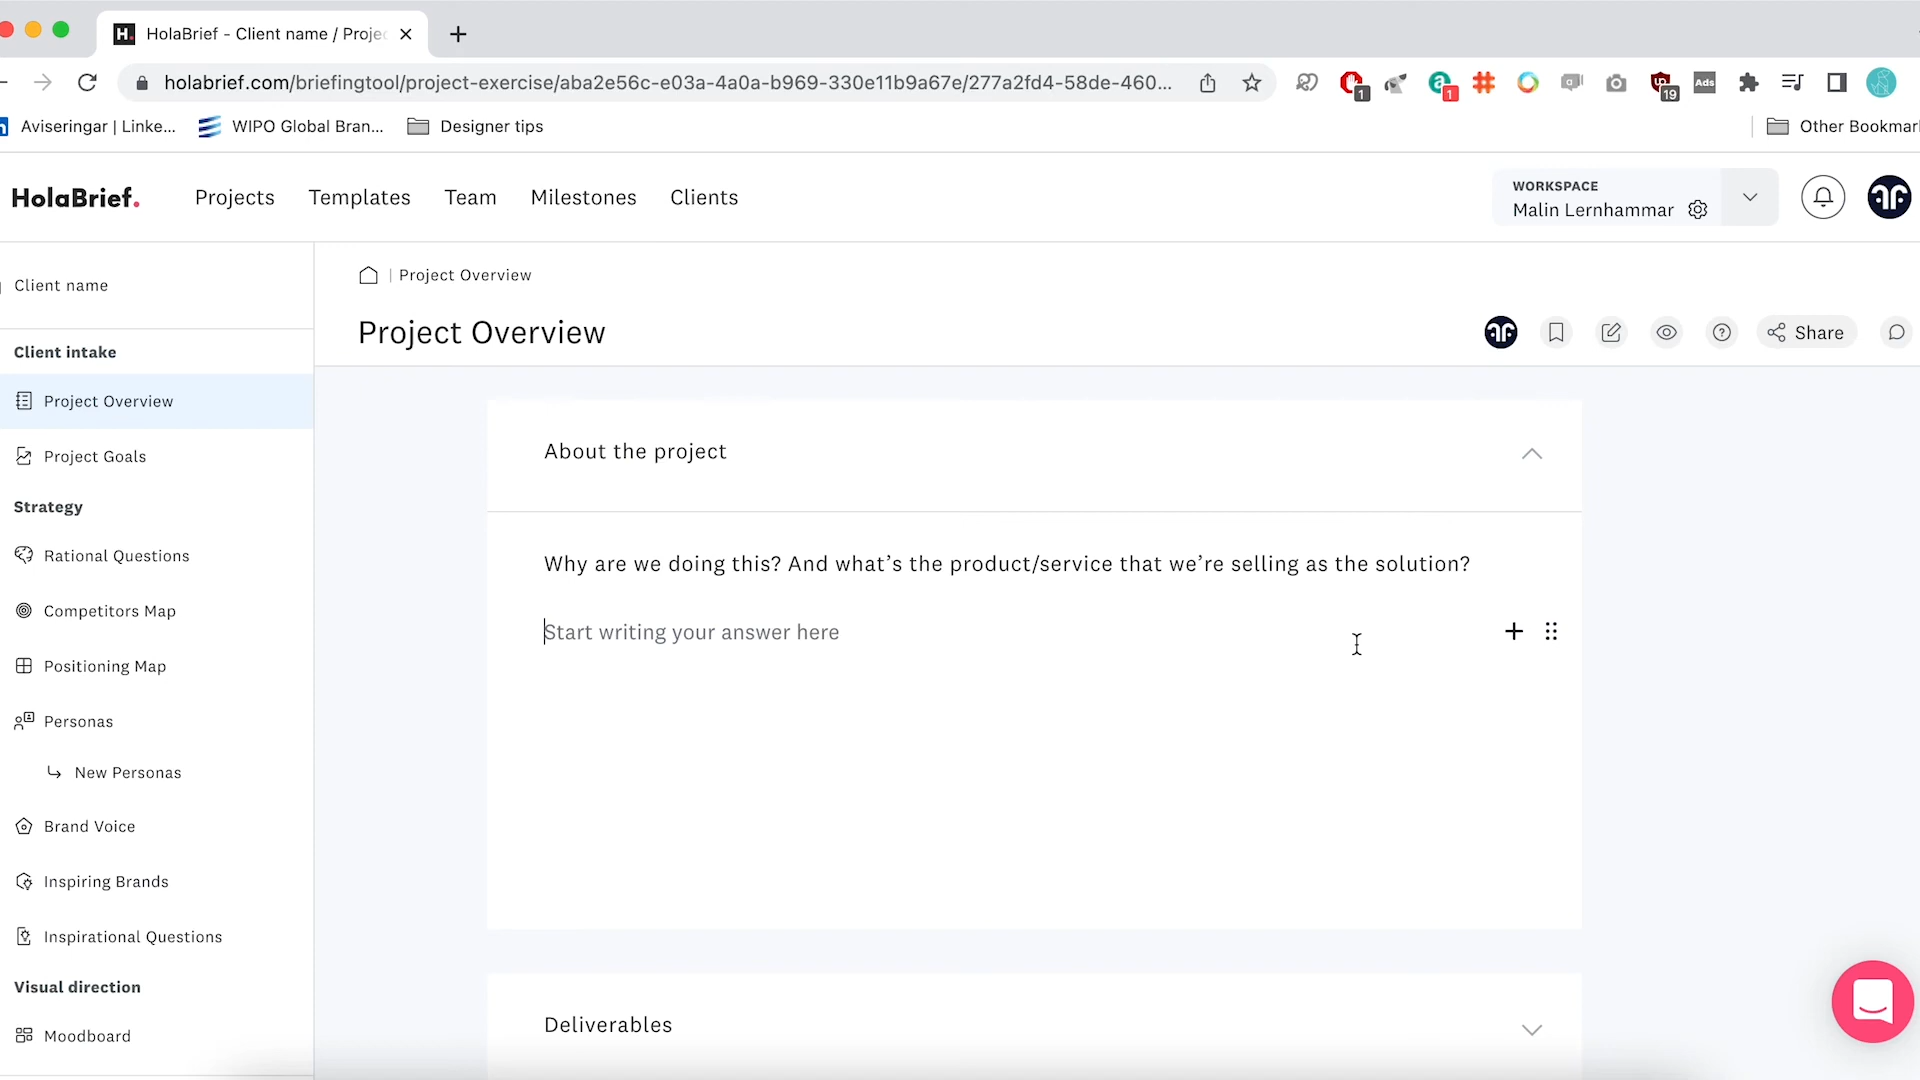 HolaBrief - Client name / Projec
holabrief.com/briefingtool/project-exercise/aba2e56c-e03a-4a0a-b969-330e11b9a67e/277a2fd4-58de-460...
1
1
19
Ads
Aviseringar | Linke...
WIPO Global Bran...
Designer tips
Other Bookmar
HolaBrief.
Projects
Templates
Team
Milestones
Clients
WORKSPACE
Malin Lernhammar
Client name
| Project Overview
Project Overview
Share
Client intake
Project Overview
Project Goals
Strategy
Rational Questions
Competitors Map
Positioning Map
Personas
New Personas
Brand Voice
Inspiring Brands
Inspirational Questions
Visual direction
Moodboard
About the project
Why are we doing this? And what’s the product/service that we’re selling as the solution?
Start writing your answer here
Deliverables